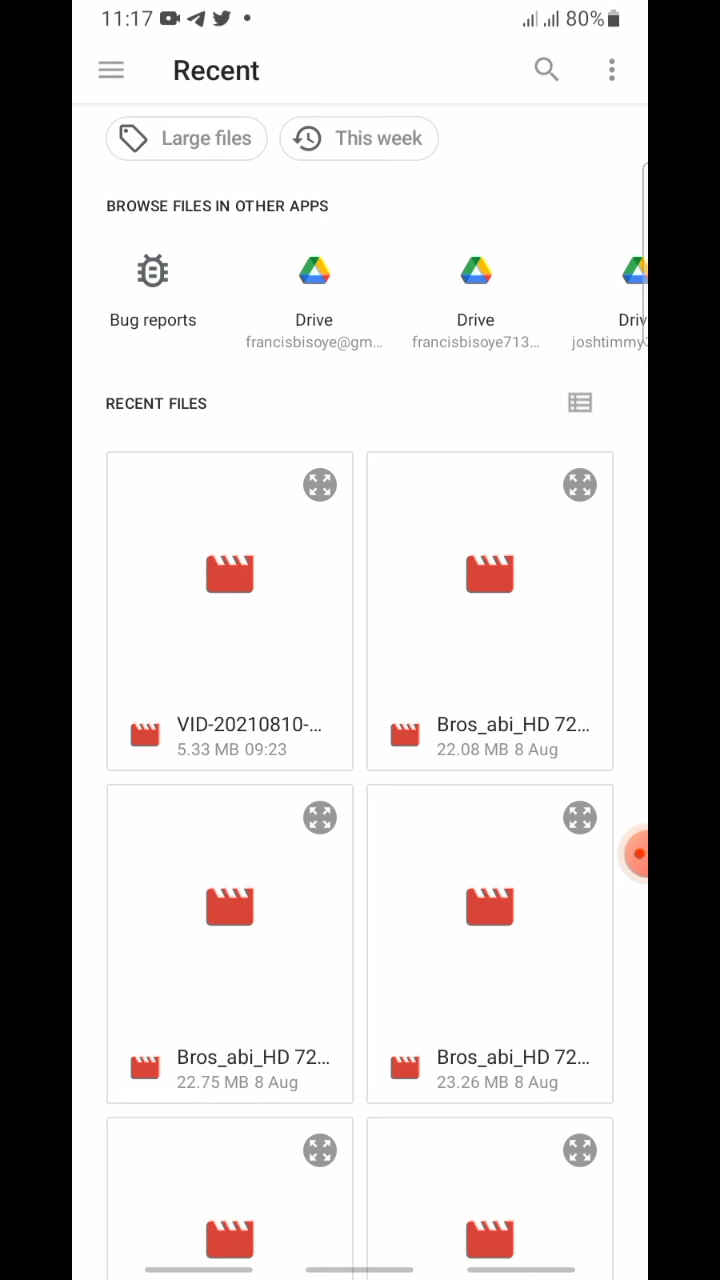 11:17 80%
Recent
Large files This week
BROWSE FILES IN OTHER APPS
Bug reports Drive Drive Driv
francisbisoye@gm... francisbisoye713... joshtimmy
RECENT FILES
VID-20210810-... Bros_abi_HD 72...
5.33 MB 09:23 22.08 MB 8 Aug
Bros_abi_HD 72... Bros_abi_HD 72...
22.75 MB 8 Aug 23.26 MB 8 Aug